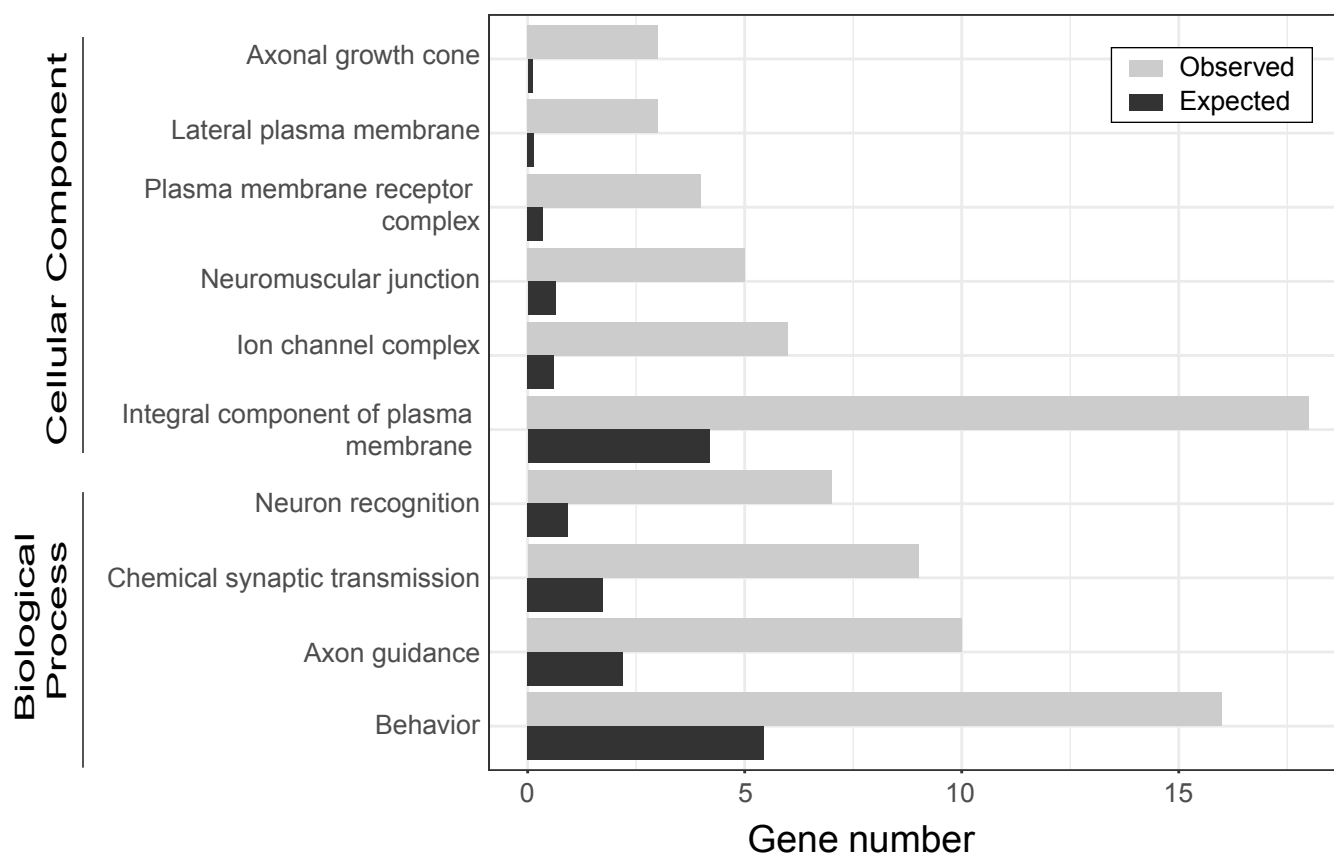 Cellular Component
Axonal growth cone
Lateral plasma membrane
Plasma membrane receptor
complex
Neuromuscular junction
Ion channel complex
Integral component of plasma
membrane
Biological
Process
Neuron recognition
Chemical synaptic transmission
Axon guidance
Behavior
Observed
Expected
0 5 10 15
Gene number